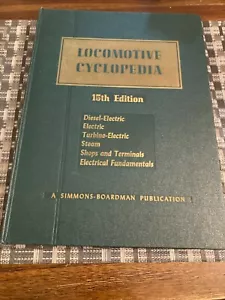 LOCOMOTIVE
CYCLOPEDIA
15th Edition
Diesel-Electric
Electric
Turbine-Electric
Steam
Shops and Terminals
Electrical Fundamentals
A SIMMONS-BOARDMAN PUBLICATION